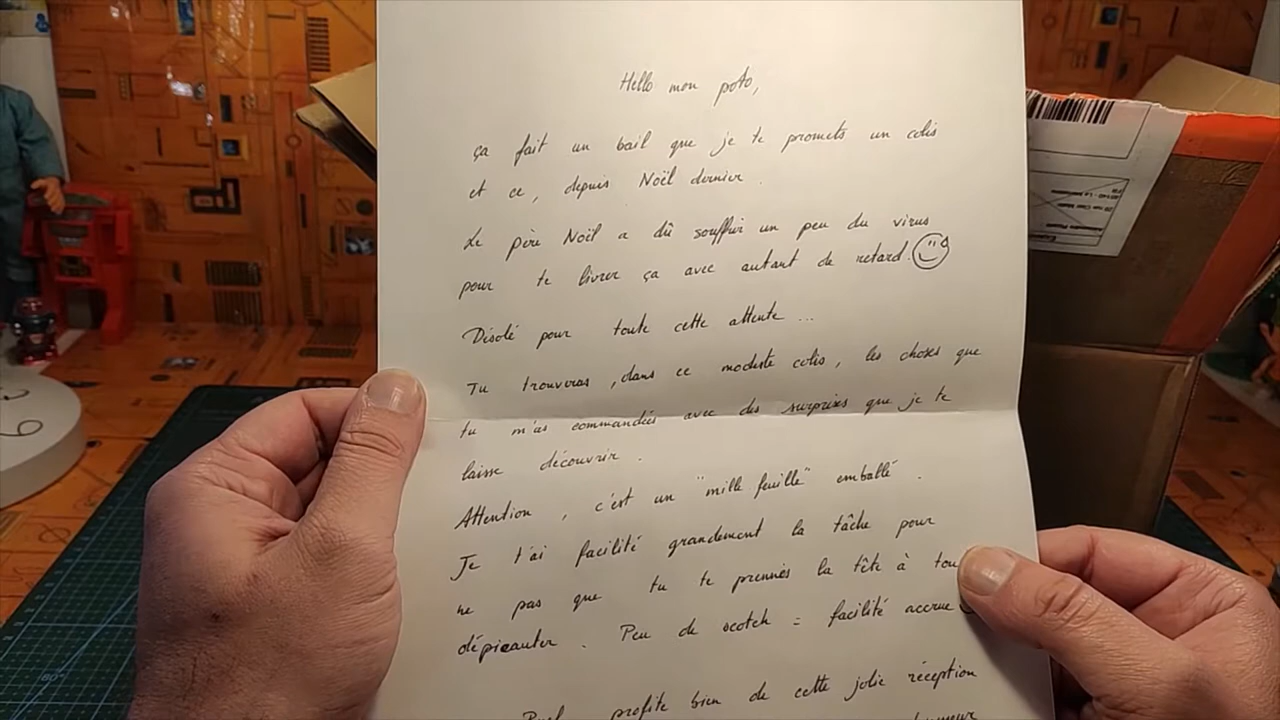 Hello mon poto,
ça fait un bail que je te promets un colis
et ce, depuis Noël dernier.
Le père Noël a dû souffrir un peu du virus
pour te livrer ça avec autant de retard.
Désolé pour toute cette attente ...
Tu trouveras, dans ce modeste colis, les choses que
tu m'as commandées avec des surprises que je te
laisse découvrir.
Attention, c'est un "mille feuille" emballé.
Je t'ai facilité grandement la tâche pour
ne pas que tu te prennes la tête à tou
dépicauter. Peu de scotch = facilité accrue
profite bien de cette jolie réception